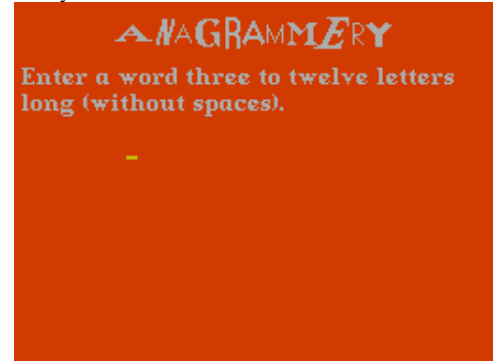 ANAGRAMMERY
Enter a word three to twelve letters
long (without spaces).